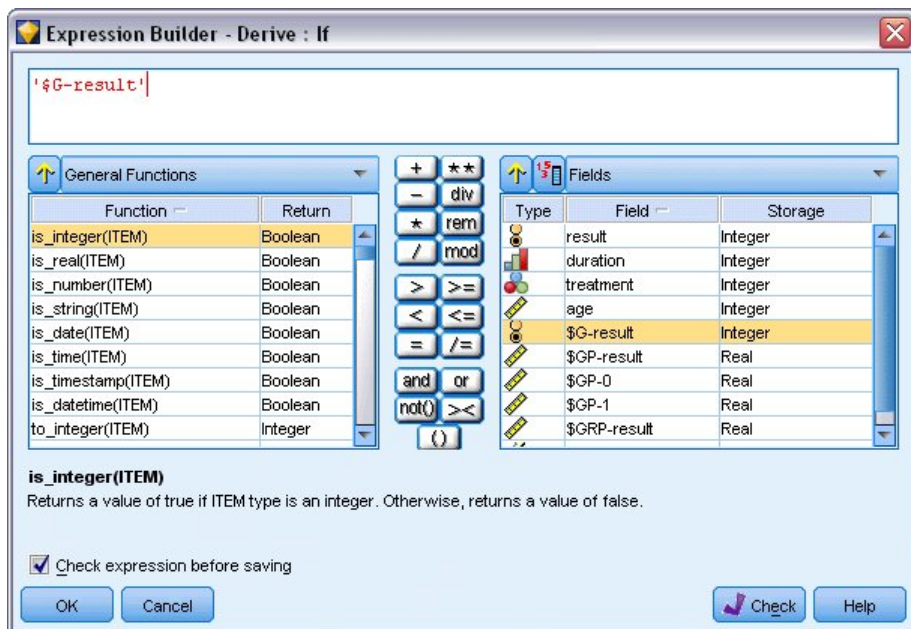 Expression Builder - Derive : If
'$G-result'
General Functions
Function Return
is_integer(ITEM) Boolean
is_real(ITEM) Boolean
is_number(ITEM) Boolean
is_string(ITEM) Boolean
is_date(ITEM) Boolean
is_time(ITEM) Boolean
is_timestamp(ITEM) Boolean
is_datetime(ITEM) Boolean
to_integer(ITEM) Integer
+ **
- div
* rem
/ mod
> >=
< <=
= /=
and or
not() ><
()
Fields
Type Field Storage
result Integer
duration Integer
treatment Integer
age Integer
$G-result Integer
$GP-result Real
$GP-0 Real
$GP-1 Real
$GRP-result Real
is_integer(ITEM)
Returns a value of true if ITEM type is an integer. Otherwise, returns a value of false.
Check expression before saving
OK Cancel Check Help